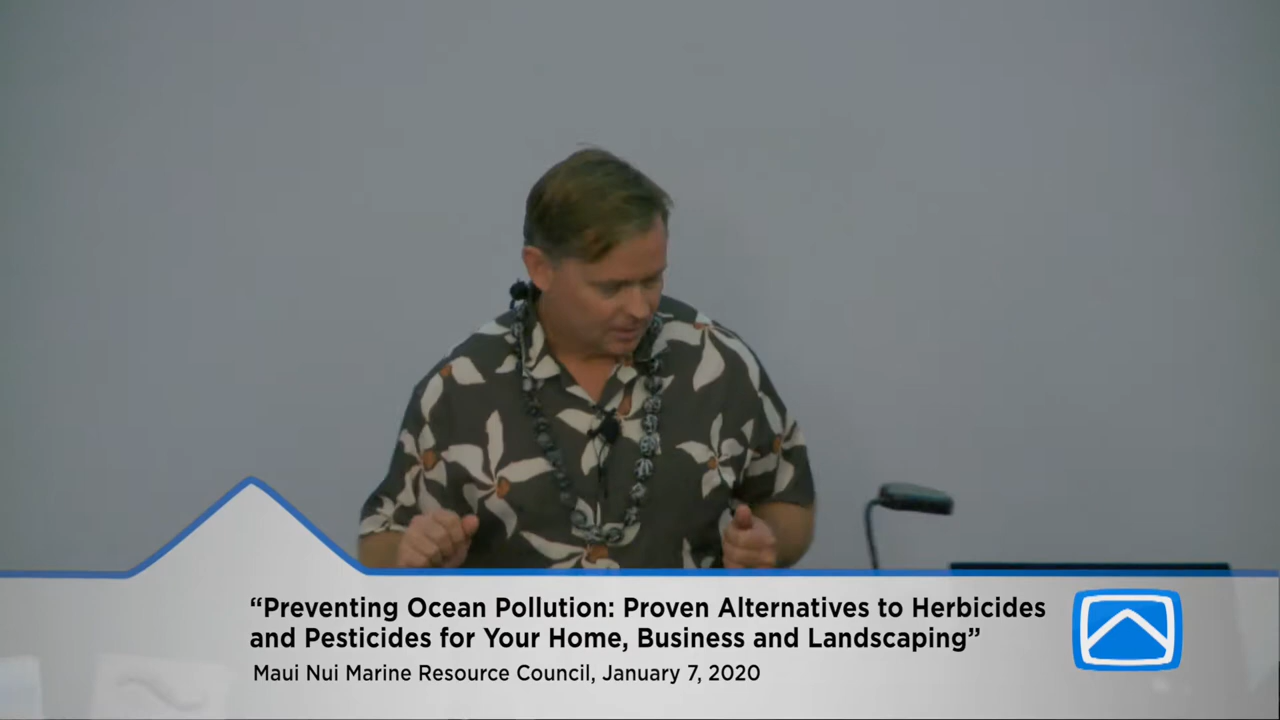 “Preventing Ocean Pollution: Proven Alternatives to Herbicides
and Pesticides for Your Home, Business and Landscaping”
Maui Nui Marine Resource Council, January 7, 2020